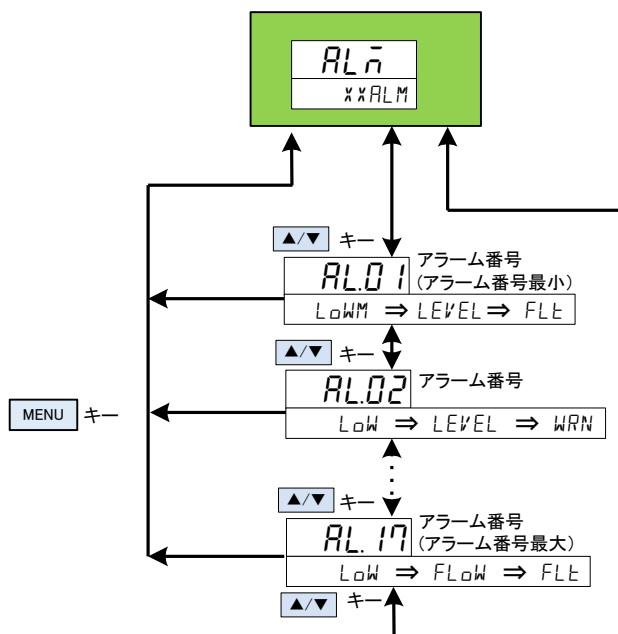 ALM
xxALM
▲/▼ キー
アラーム番号
(アラーム番号最小)
AL.01
LoWM ⇒ LEVEL ⇒ FLt
▲/▼ キー
アラーム番号
AL.02
LoW ⇒ LEVEL ⇒ WRN
MENU キー
▲/▼ キー
アラーム番号
(アラーム番号最大)
AL.17
LoW ⇒ FLoW ⇒ FLt
▲/▼ キー